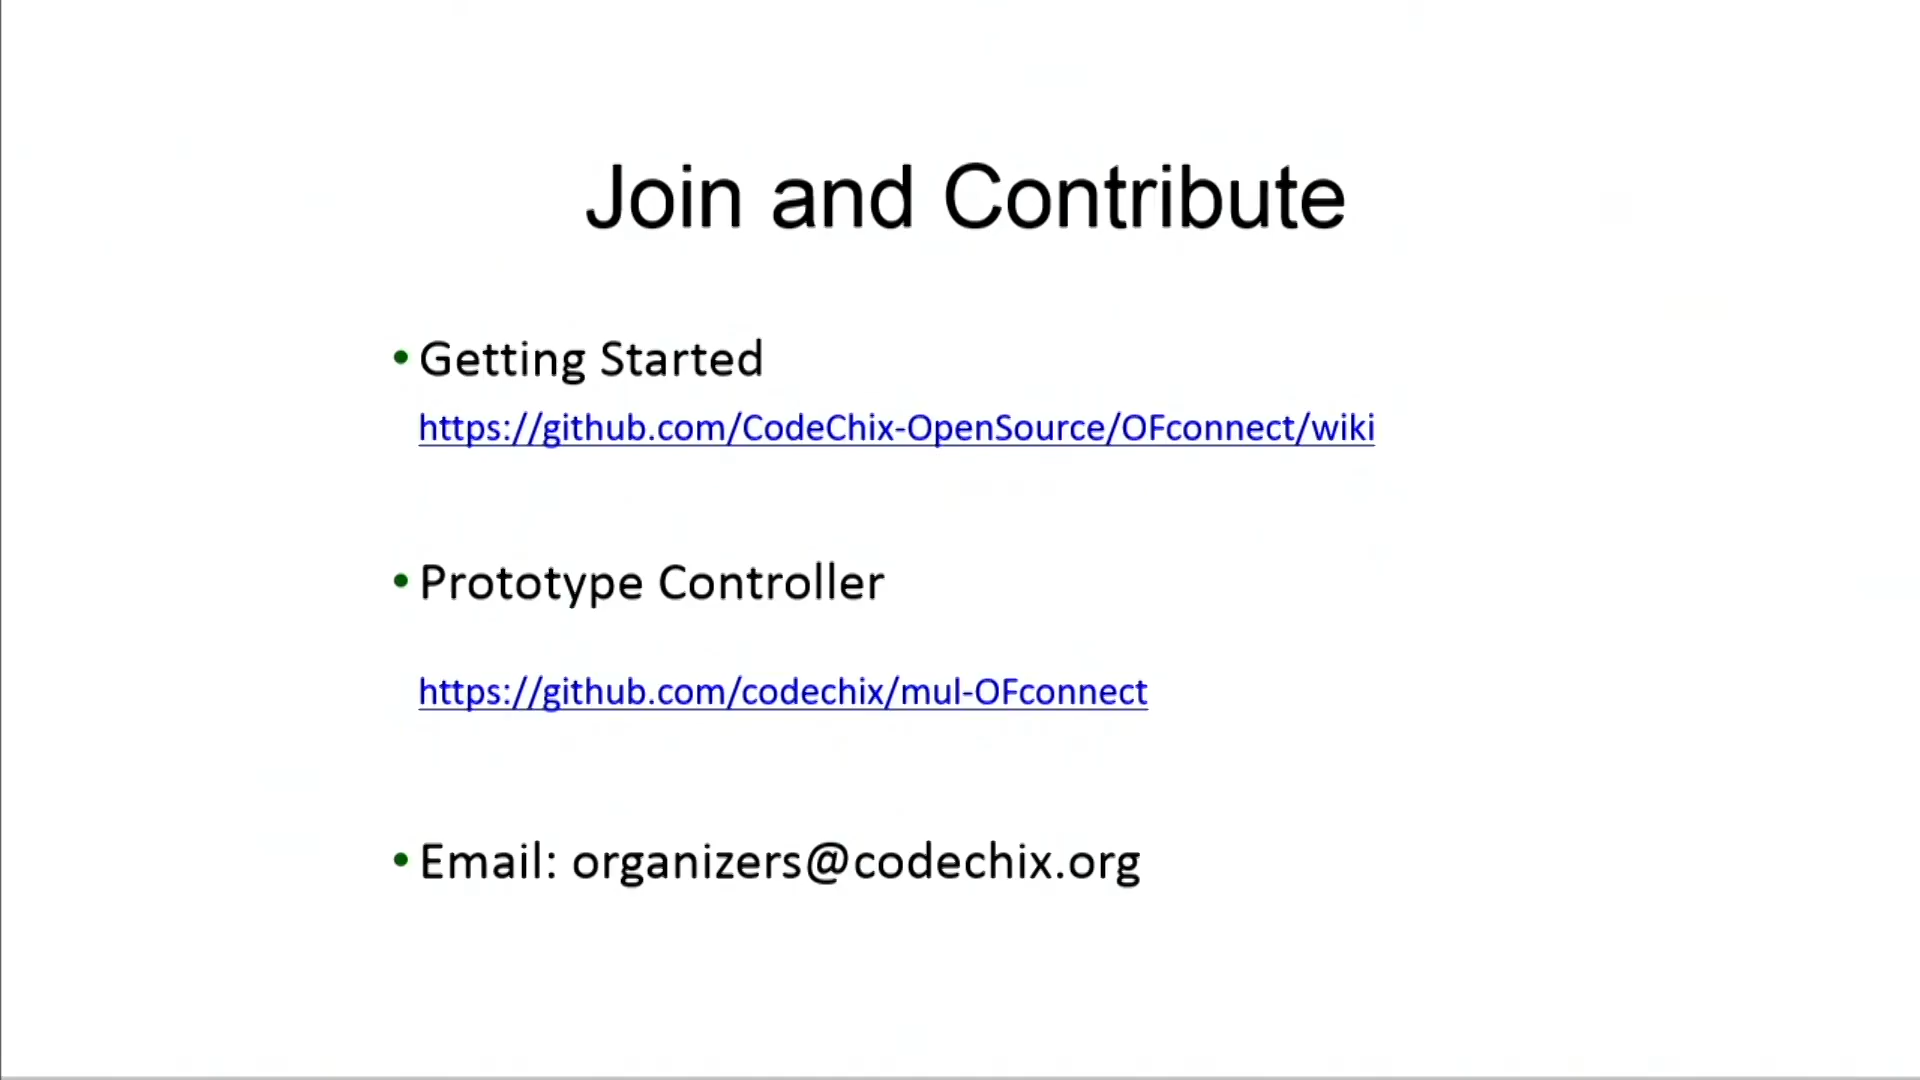 Join and Contribute
• Getting Started
https://github.com/CodeChix-OpenSource/OFconnect/wiki
• Prototype Controller
https://github.com/codechix/mul-OFconnect
• Email: organizers@codechix.org